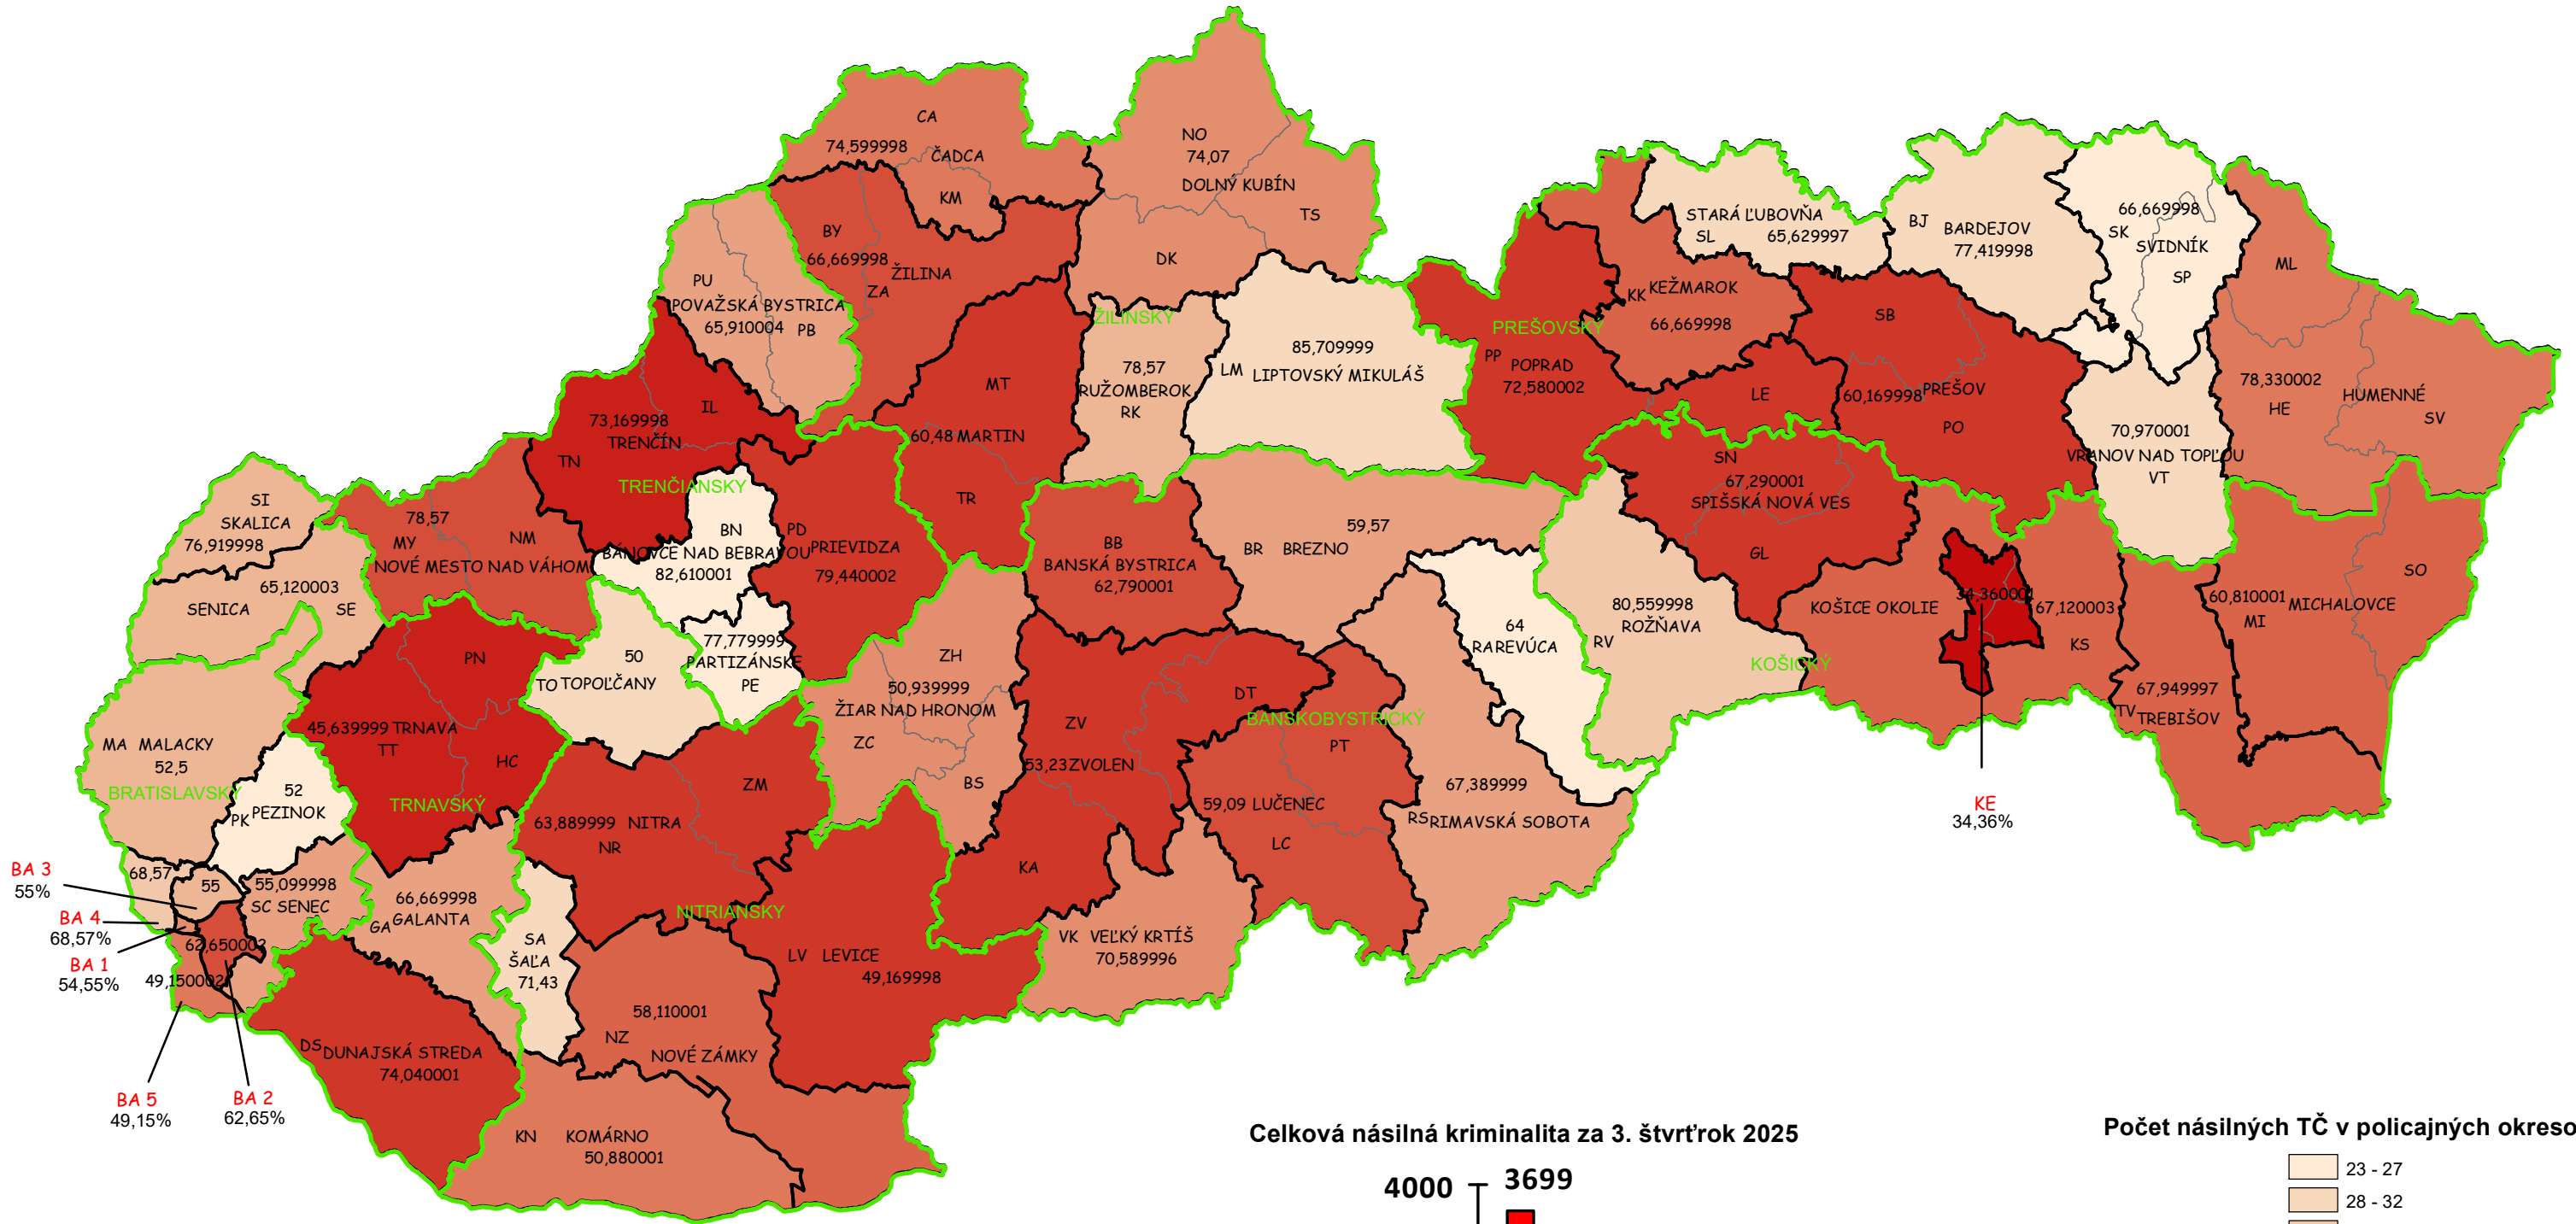 CA
74,599998
ČADCA
KM
NO
74,07
DOLNÝ KUBÍN
TS
DK
BY
66,669998
ŽILINA
ZA
PU
POVAŽSKÁ BYSTRICA
65,910004 PB
ŽILINSKÝ
STARÁ ĽUBOVŇA
SL 65,629997
BJ BARDEJOV
77,419998
66,669998
SK
SVIDNÍK
SP
ML
KK KEŽMAROK
66,669998
PREŠOVSKÝ
PP
POPRAD
72,580002
SB
LE
60,169998 PREŠOV
PO
78,330002
HUMENNÉ
HE
SV
70,970001
VRANOV NAD TOPĽOU
VT
85,709999
LM LIPTOVSKÝ MIKULÁŠ
78,57
RUŽOMBEROK
RK
MT
60,48 MARTIN
TR
IL
73,169998
TRENČÍN
TN
TRENČIANSKY
SI
SKALICA
76,919998
65,120003
SENICA SE
78,57
MY NM
NOVÉ MESTO NAD VÁHOM
BN
BÁNOVCE NAD BEBRAVOU
82,610001
PD
PRIEVIDZA
79,440002
77,779999
PARTIZÁNSKE
PE
BB
BANSKÁ BYSTRICA
62,790001
59,57
BR BREZNO
SN
67,290001
SPIŠSKÁ NOVÁ VES
GL
64
RA REVÚCA
80,559998
ROŽŇAVA
RV
KOŠICKÝ
KOŠICE OKOLIE
34,360001
67,120003
KS
60,810001 MICHALOVCE
MI
SO
67,949997
TV TREBIŠOV
KE
34,36%
PN
45,639999 TRNAVA
TT
HC
TRNAVSKÝ
50
TO TOPOĽČANY
ZH
50,939999
ŽIAR NAD HRONOM
ZC
BS
DT
ZV
53,23 ZVOLEN
KA
BANSKOBYSTRICKÝ
PT
59,09 LUČENEC
LC
67,389999
RS RIMAVSKÁ SOBOTA
MA MALACKY
52,5
BRATISLAVSKÝ
52
PK PEZINOK
ZM
63,889999 NITRA
NR
NITRIANSKY
BA 3
55%
68,57
55
55,099998
SC SENEC
66,669998
GA GALANTA
BA 4
68,57%
BA 1
54,55%
62,650002
49,150002
SA
ŠAĽA
71,43
LV LEVICE
49,169998
VK VEĽKÝ KRTÍŠ
70,589996
58,110001
NZ
NOVÉ ZÁMKY
DS DUNAJSKÁ STREDA
74,040001
BA 5
49,15%
BA 2
62,65%
KN KOMÁRNO
50,880001
Celková násilná kriminalita za 3. štvrťrok 2025
4000
3699
Počet násilných TČ v policajných okreso
23 - 27
28 - 32